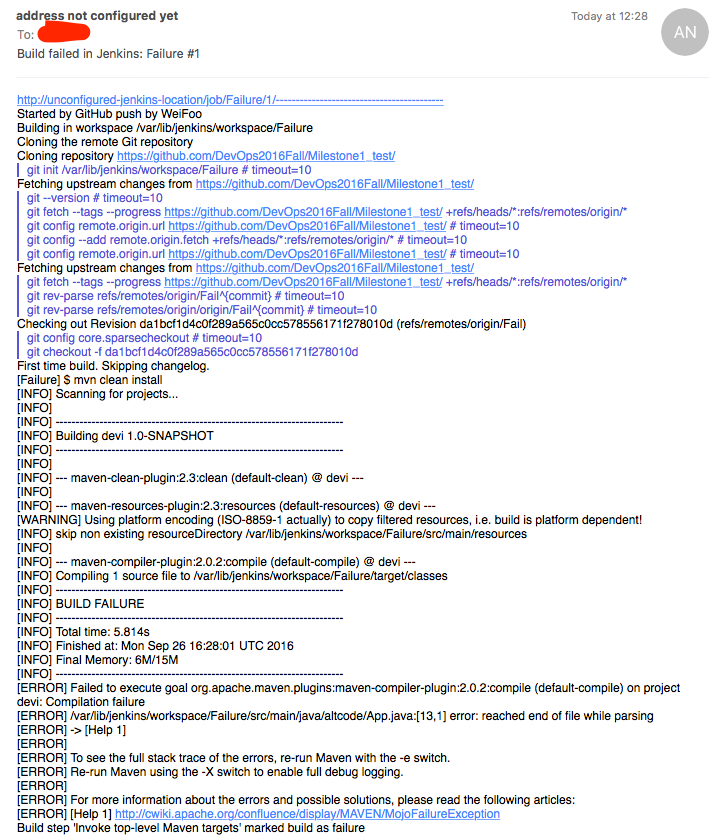 address not configured yet
Today at 12:28
AN
To:
Build failed in Jenkins: Failure #1
http://unconfigured-jenkins-location/job/Failure/1/------------------------------------------
Started by GitHub push by WeiFoo
Building in workspace /var/lib/jenkins/workspace/Failure
Cloning the remote Git repository
Cloning repository https://github.com/DevOps2016Fall/Milestone1_test/
git init /var/lib/jenkins/workspace/Failure # timeout=10
Fetching upstream changes from https://github.com/DevOps2016Fall/Milestone1_test/
git --version # timeout=10
git fetch --tags --progress https://github.com/DevOps2016Fall/Milestone1_test/ +refs/heads/*:refs/remotes/origin/*
git config remote.origin.url https://github.com/DevOps2016Fall/Milestone1_test/ # timeout=10
git config --add remote.origin.fetch +refs/heads/*:refs/remotes/origin/* # timeout=10
git config remote.origin.url https://github.com/DevOps2016Fall/Milestone1_test/ # timeout=10
Fetching upstream changes from https://github.com/DevOps2016Fall/Milestone1_test/
git fetch --tags --progress https://github.com/DevOps2016Fall/Milestone1_test/ +refs/heads/*:refs/remotes/origin/*
git rev-parse refs/remotes/origin/Fail^{commit} # timeout=10
git rev-parse refs/remotes/origin/origin/Fail^{commit} # timeout=10
Checking out Revision da1bcf1d4c0f289a565c0cc578556171f278010d (refs/remotes/origin/Fail)
git config core.sparsecheckout # timeout=10
git checkout -f da1bcf1d4c0f289a565c0cc578556171f278010d
First time build. Skipping changelog.
[Failure] $ mvn clean install
[INFO] Scanning for projects...
[INFO]
[INFO] ------------------------------------------------------------------------
[INFO] Building devi 1.0-SNAPSHOT
[INFO] ------------------------------------------------------------------------
[INFO]
[INFO] --- maven-clean-plugin:2.3:clean (default-clean) @ devi ---
[INFO]
[INFO] --- maven-resources-plugin:2.3:resources (default-resources) @ devi ---
[WARNING] Using platform encoding (ISO-8859-1 actually) to copy filtered resources, i.e. build is platform dependent!
[INFO] skip non existing resourceDirectory /var/lib/jenkins/workspace/Failure/src/main/resources
[INFO]
[INFO] --- maven-compiler-plugin:2.0.2:compile (default-compile) @ devi ---
[INFO] Compiling 1 source file to /var/lib/jenkins/workspace/Failure/target/classes
[INFO] ------------------------------------------------------------------------
[INFO] BUILD FAILURE
[INFO] ------------------------------------------------------------------------
[INFO] Total time: 5.814s
[INFO] Finished at: Mon Sep 26 16:28:01 UTC 2016
[INFO] Final Memory: 6M/15M
[INFO] ------------------------------------------------------------------------
[ERROR] Failed to execute goal org.apache.maven.plugins:maven-compiler-plugin:2.0.2:compile (default-compile) on project
devi: Compilation failure
[ERROR] /var/lib/jenkins/workspace/Failure/src/main/java/altcode/App.java:[13,1] error: reached end of file while parsing
[ERROR] -> [Help 1]
[ERROR]
[ERROR] To see the full stack trace of the errors, re-run Maven with the -e switch.
[ERROR] Re-run Maven using the -X switch to enable full debug logging.
[ERROR]
[ERROR] For more information about the errors and possible solutions, please read the following articles:
[ERROR] [Help 1] http://cwiki.apache.org/confluence/display/MAVEN/MojoFailureException
Build step 'Invoke top-level Maven targets' marked build as failure